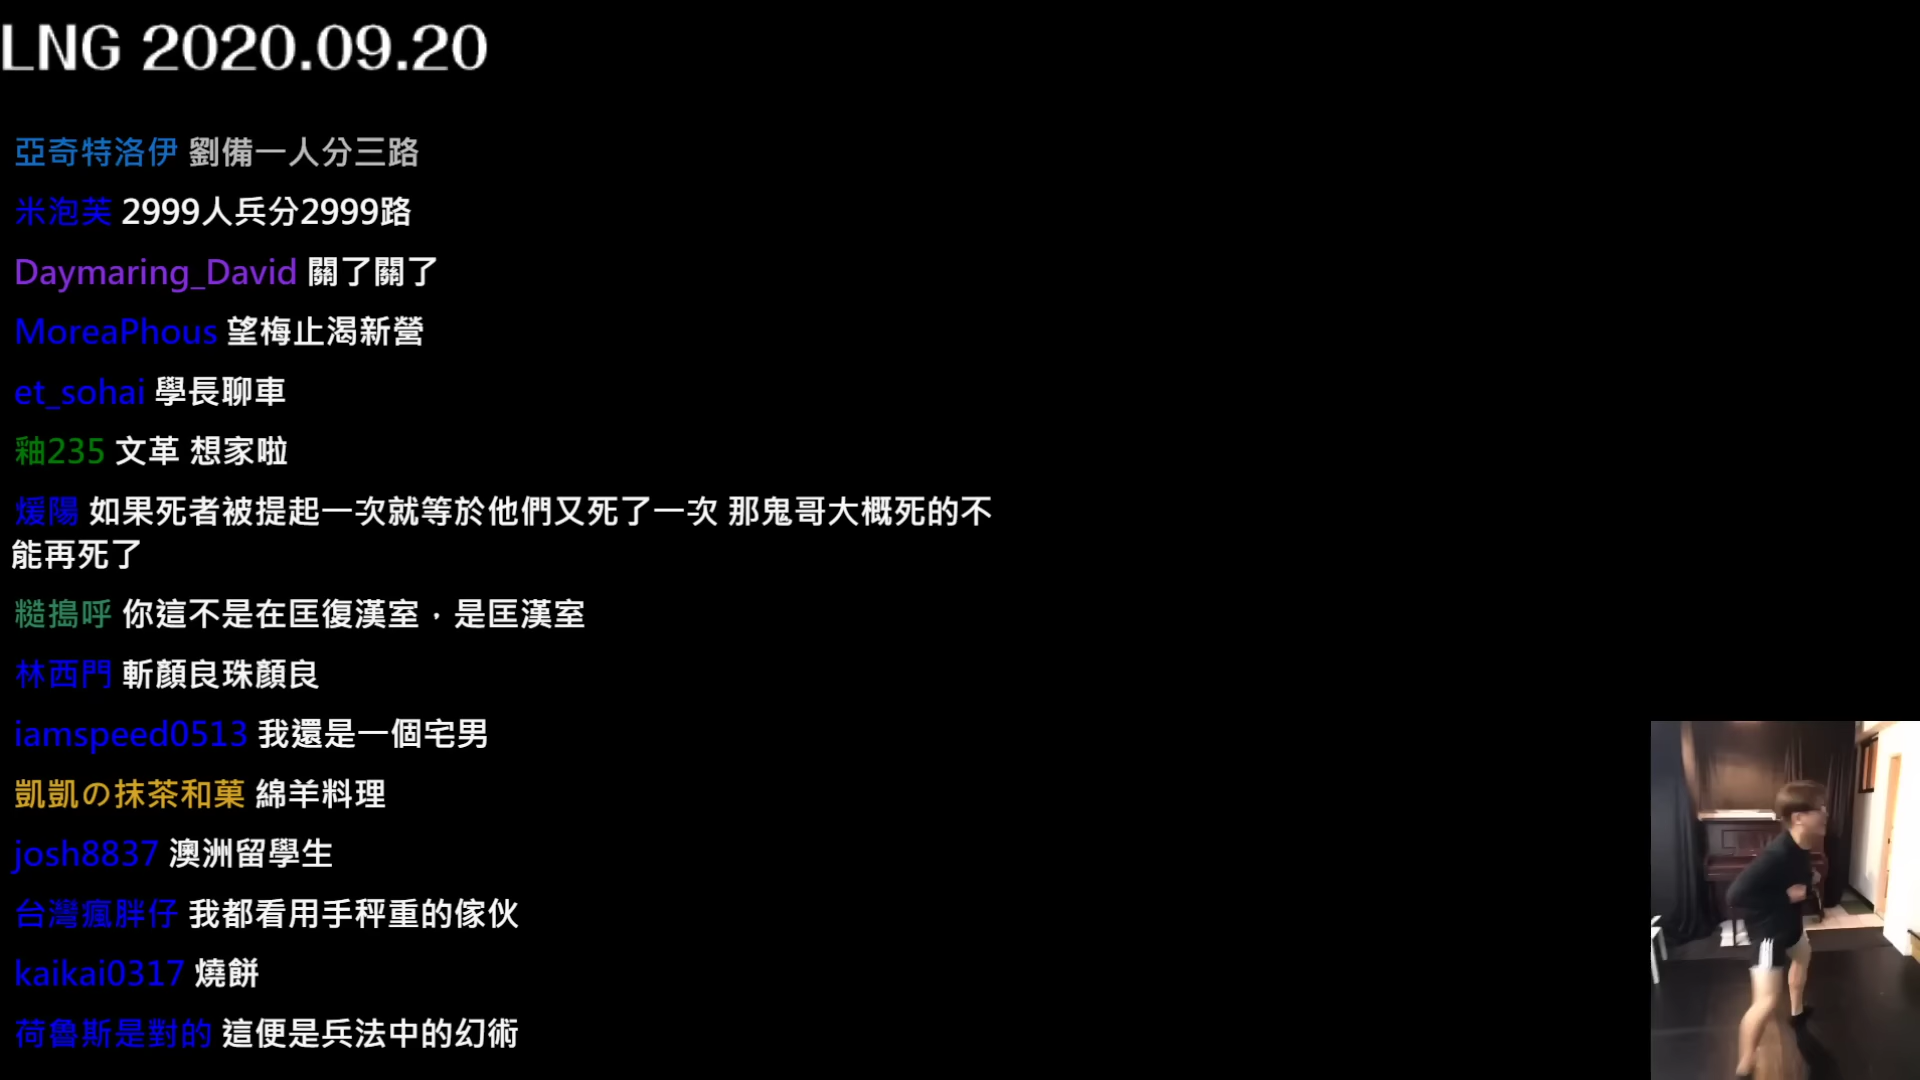 LNG 2020.09.20
亞奇特洛伊 劉備一人分三路
米泡芙 2999人兵分2999路
Daymaring_David 關了關了
MoreaPhous 望梅止渴新營
et_sohai 學長聊車
釉235 文革 想家啦
煖陽 如果死者被提起一次就等於他們又死了一次 那鬼哥大概死的不
能再死了
糙搗呼 你這不是在匡復漢室，是匡漢室
林西門 斬顏良珠顏良
iamspeed0513 我還是一個宅男
凱凱の抹茶和菓 綿羊料理
josh8837 澳洲留學生
台灣瘋胖仔 我都看用手秤重的傢伙
kaikai0317 燒餅
荷魯斯是對的 這便是兵法中的幻術